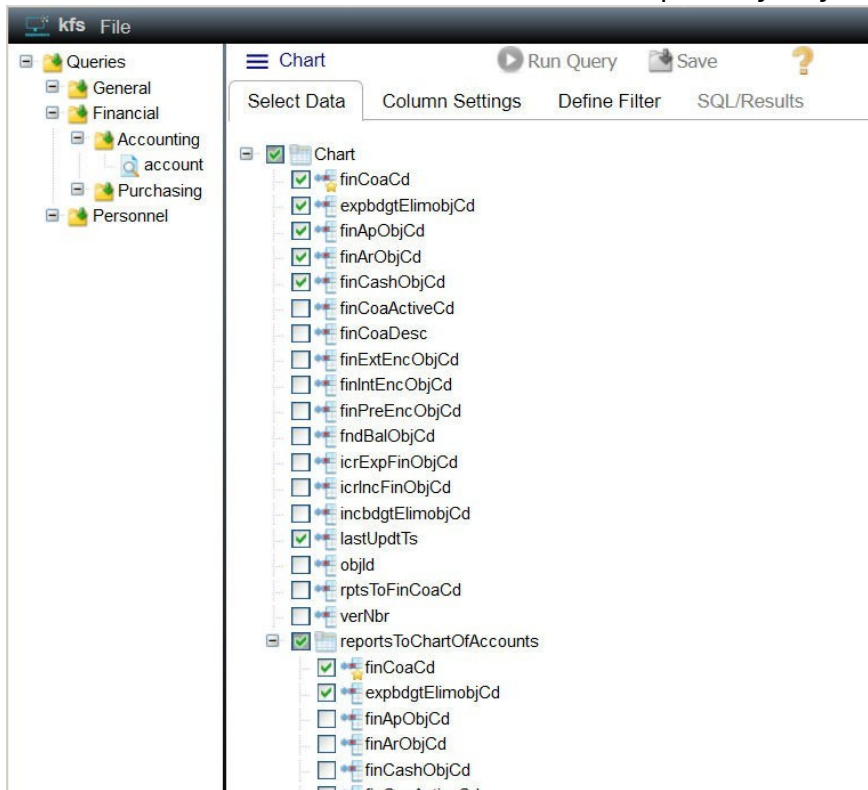 kfs File
Queries
General
Financial
Accounting
account
Purchasing
Personnel
Chart Run Query Save
Select Data Column Settings Define Filter SQL/Results
Chart
finCoaCd
expbdgtElimobjCd
finApObjCd
finArObjCd
finCashObjCd
finCoaActiveCd
finCoaDesc
finExtEncObjCd
finIntEncObjCd
finPreEncObjCd
fndBalObjCd
icrExpFinObjCd
icrIncFinObjCd
incbdgtElimobjCd
lastUpdtTs
objId
rptsToFinCoaCd
verNbr
reportsToChartOfAccounts
finCoaCd
expbdgtElimobjCd
finApObjCd
finArObjCd
finCashObjCd